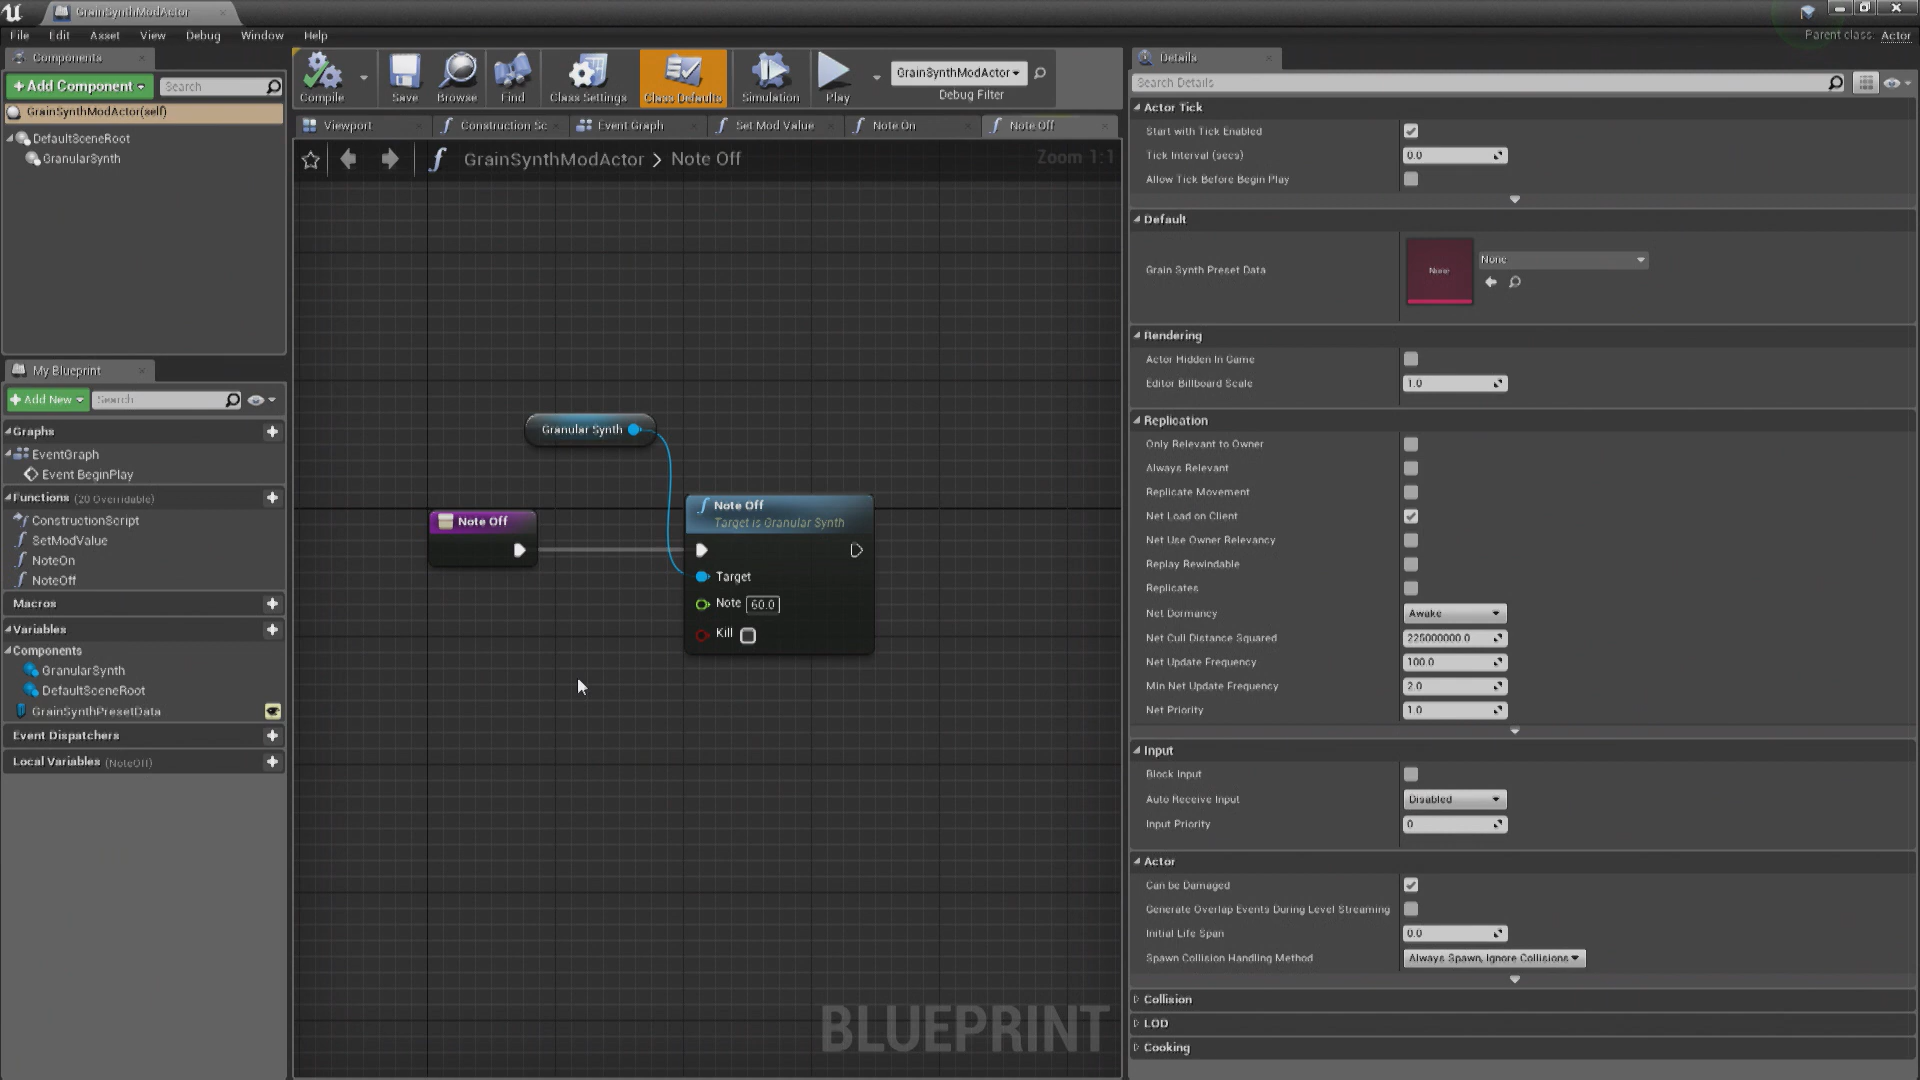 GrainSynthModActor
File Edit Asset View Debug Window Help
Parent class: Actor
Components
+ Add Component
Search
GrainSynthModActor(self)
DefaultSceneRoot
GranularSynth
My Blueprint
+ Add New
Search
Graphs
EventGraph
Event BeginPlay
Functions (20 Overridable)
ConstructionScript
SetModValue
NoteOn
NoteOff
Macros
Variables
Components
GranularSynth
DefaultSceneRoot
GrainSynthPresetData
Event Dispatchers
Local Variables (NoteOff)
Compile
Save
Browse
Find
Class Settings
Class Defaults
Simulation
Play
GrainSynthModActor
Debug Filter
Viewport
Construction Sc
Event Graph
Set Mod Value
Note On
Note Off
GrainSynthModActor > Note Off
Zoom 1:1
Granular Synth
Note Off
Note Off
Target is Granular Synth
Target
Note 60.0
Kill
BLUEPRINT
Details
Search Details
Actor Tick
Start with Tick Enabled
Tick Interval (secs) 0.0
Allow Tick Before Begin Play
Default
Grain Synth Preset Data
None
None
Rendering
Actor Hidden In Game
Editor Billboard Scale 1.0
Replication
Only Relevant to Owner
Always Relevant
Replicate Movement
Net Load on Client
Net Use Owner Relevancy
Replay Rewindable
Replicates
Net Dormancy Awake
Net Cull Distance Squared 225000000.0
Net Update Frequency 100.0
Min Net Update Frequency 2.0
Net Priority 1.0
Input
Block Input
Auto Receive Input Disabled
Input Priority 0
Actor
Can be Damaged
Generate Overlap Events During Level Streaming
Initial Life Span 0.0
Spawn Collision Handling Method Always Spawn, Ignore Collisions
Collision
LOD
Cooking